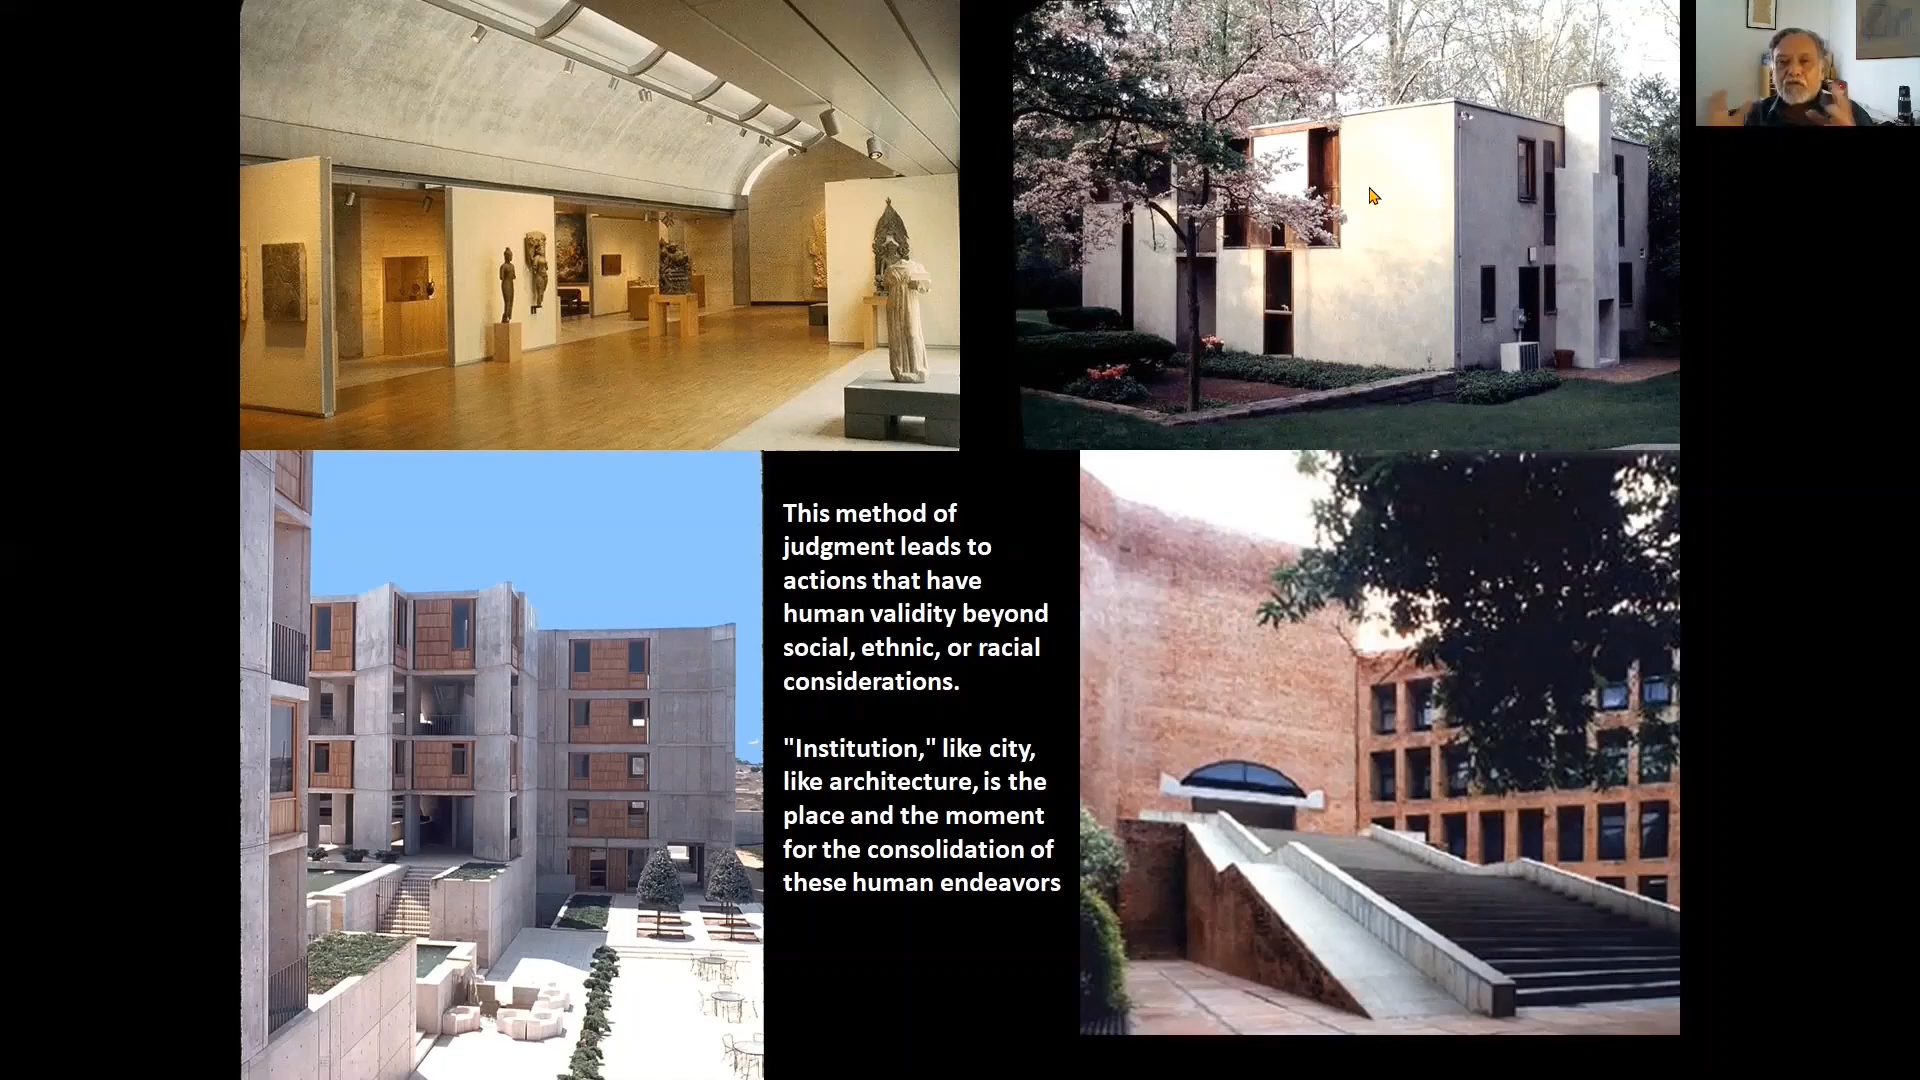 This method of
judgment leads to
actions that have
human validity beyond
social, ethnic, or racial
considerations.
"Institution," like city,
like architecture, is the
place and the moment
for the consolidation of
these human endeavors